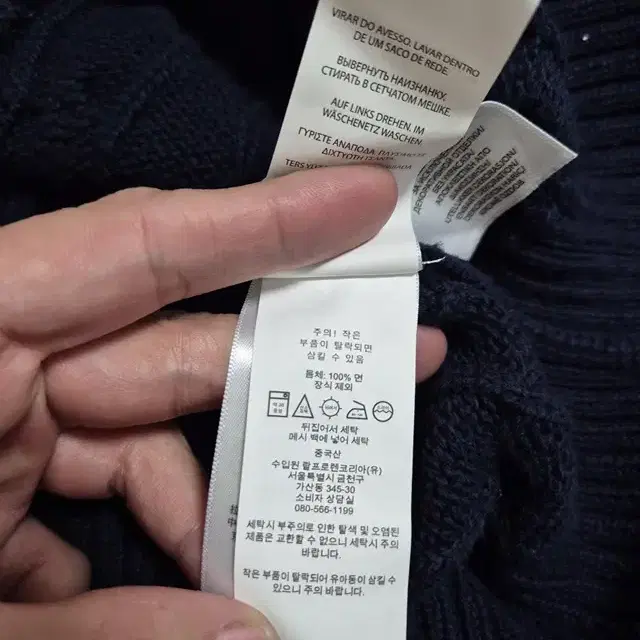 VIRAR DO AVESSO. LAVAR DENTRO
DE UM SACO DE REDE.
ВЫВЕРНУТЬ НАИЗНАНКУ.
СТИРАТЬ В СЕТЧАТОМ МЕШКЕ.
AUF LINKS DREHEN. IM
WÄSCHENETZ WASCHEN.
ΓΥΡΙΣΤΕ ΑΝΑΠΟΔΑ.
ΔΙΧΤΥΩΤΗ
TERS
주의! 작은
부품이 탈락되면
삼킬 수 있음
몸체: 100% 면
장식 제외
뒤집어서 세탁
메시 백에 넣어 세탁
중국산
수입원 랄프로렌코리아(유)
서울특별시 금천구
가산동 345-30
소비자 상담실
080-566-1199
세탁시 부주의로 인한 탈색 및 오염된
제품은 교환할 수 없으니 세탁시 주의
바랍니다.
작은 부품이 탈락되어 유아동이 삼킬 수
있으니 주의 바랍니다.